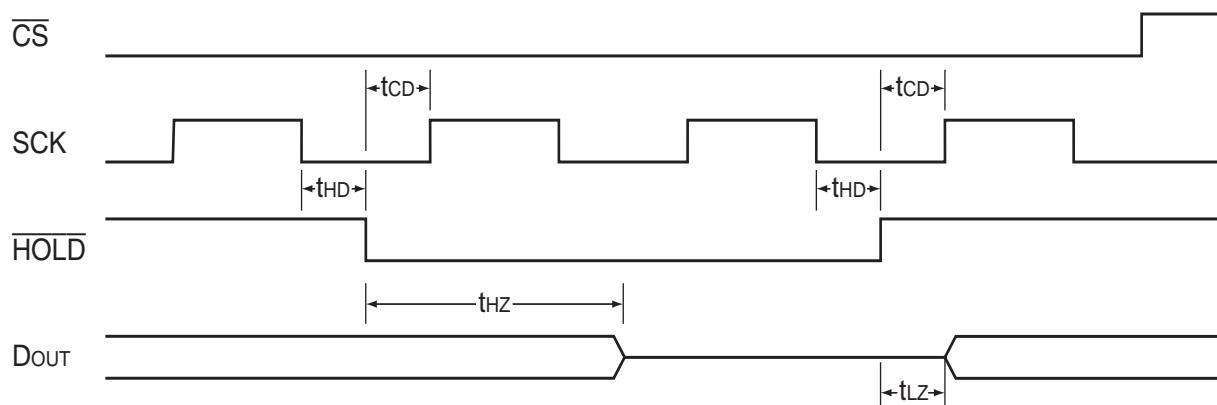 CS
tCD tCD
SCK
tHD tHD
HOLD
tHZ
DOUT
tLZ